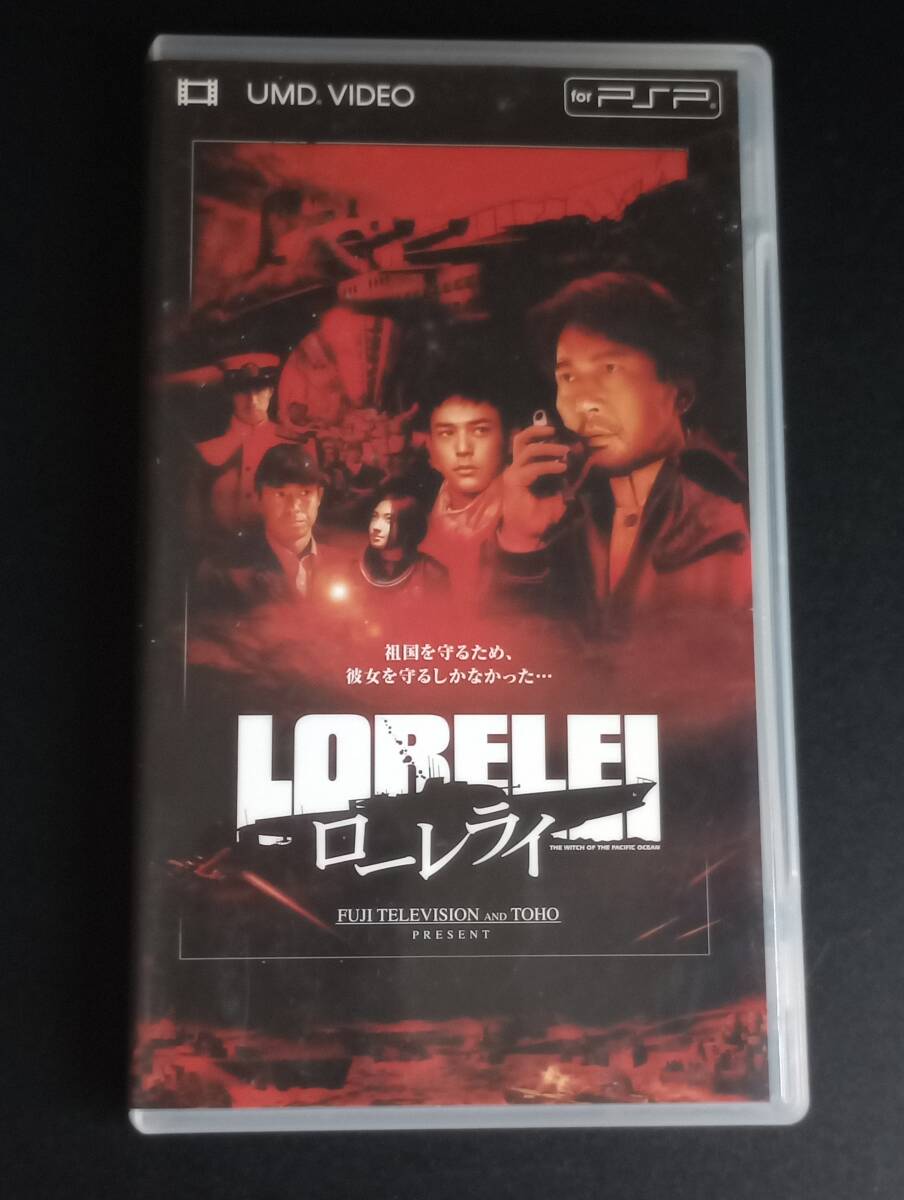 UMD® VIDEO
for PSP®
祖国を守るため、
彼女を守るしかなかった…
LORELEI
ローレライ
THE WITCH OF THE PACIFIC OCEAN
FUJI TELEVISION AND TOHO
PRESENT